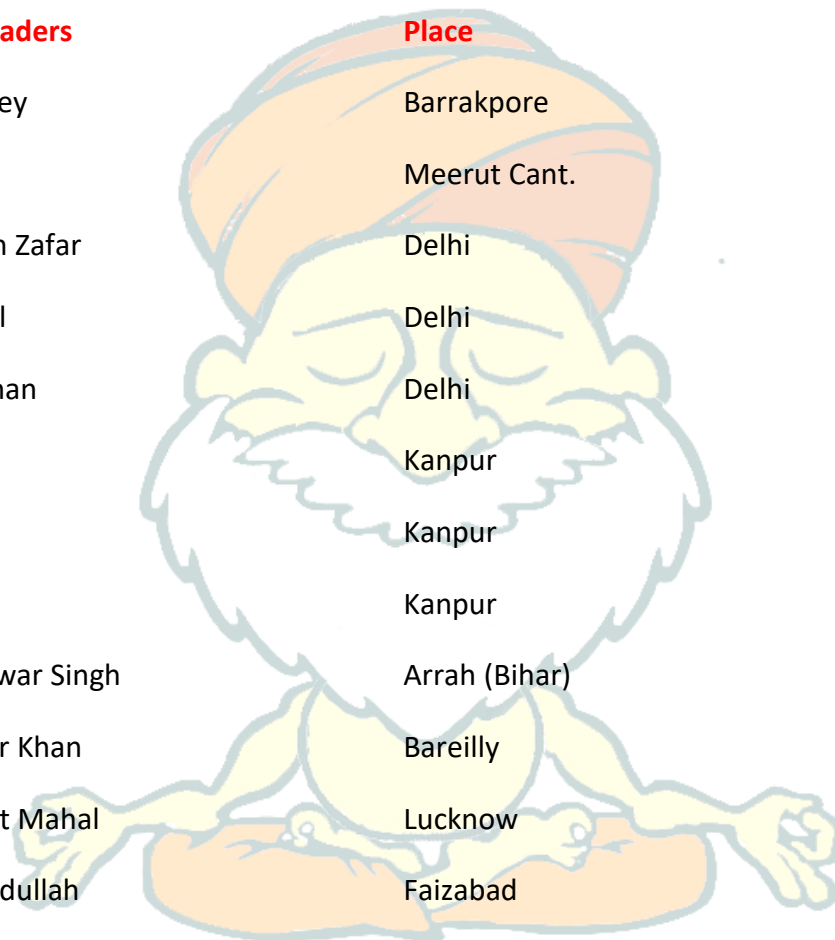 aders Place
ey Barrakpore
Meerut Cant.
n Zafar Delhi
l Delhi
han Delhi
Kanpur
Kanpur
Kanpur
war Singh Arrah (Bihar)
r Khan Bareilly
t Mahal Lucknow
dullah Faizabad